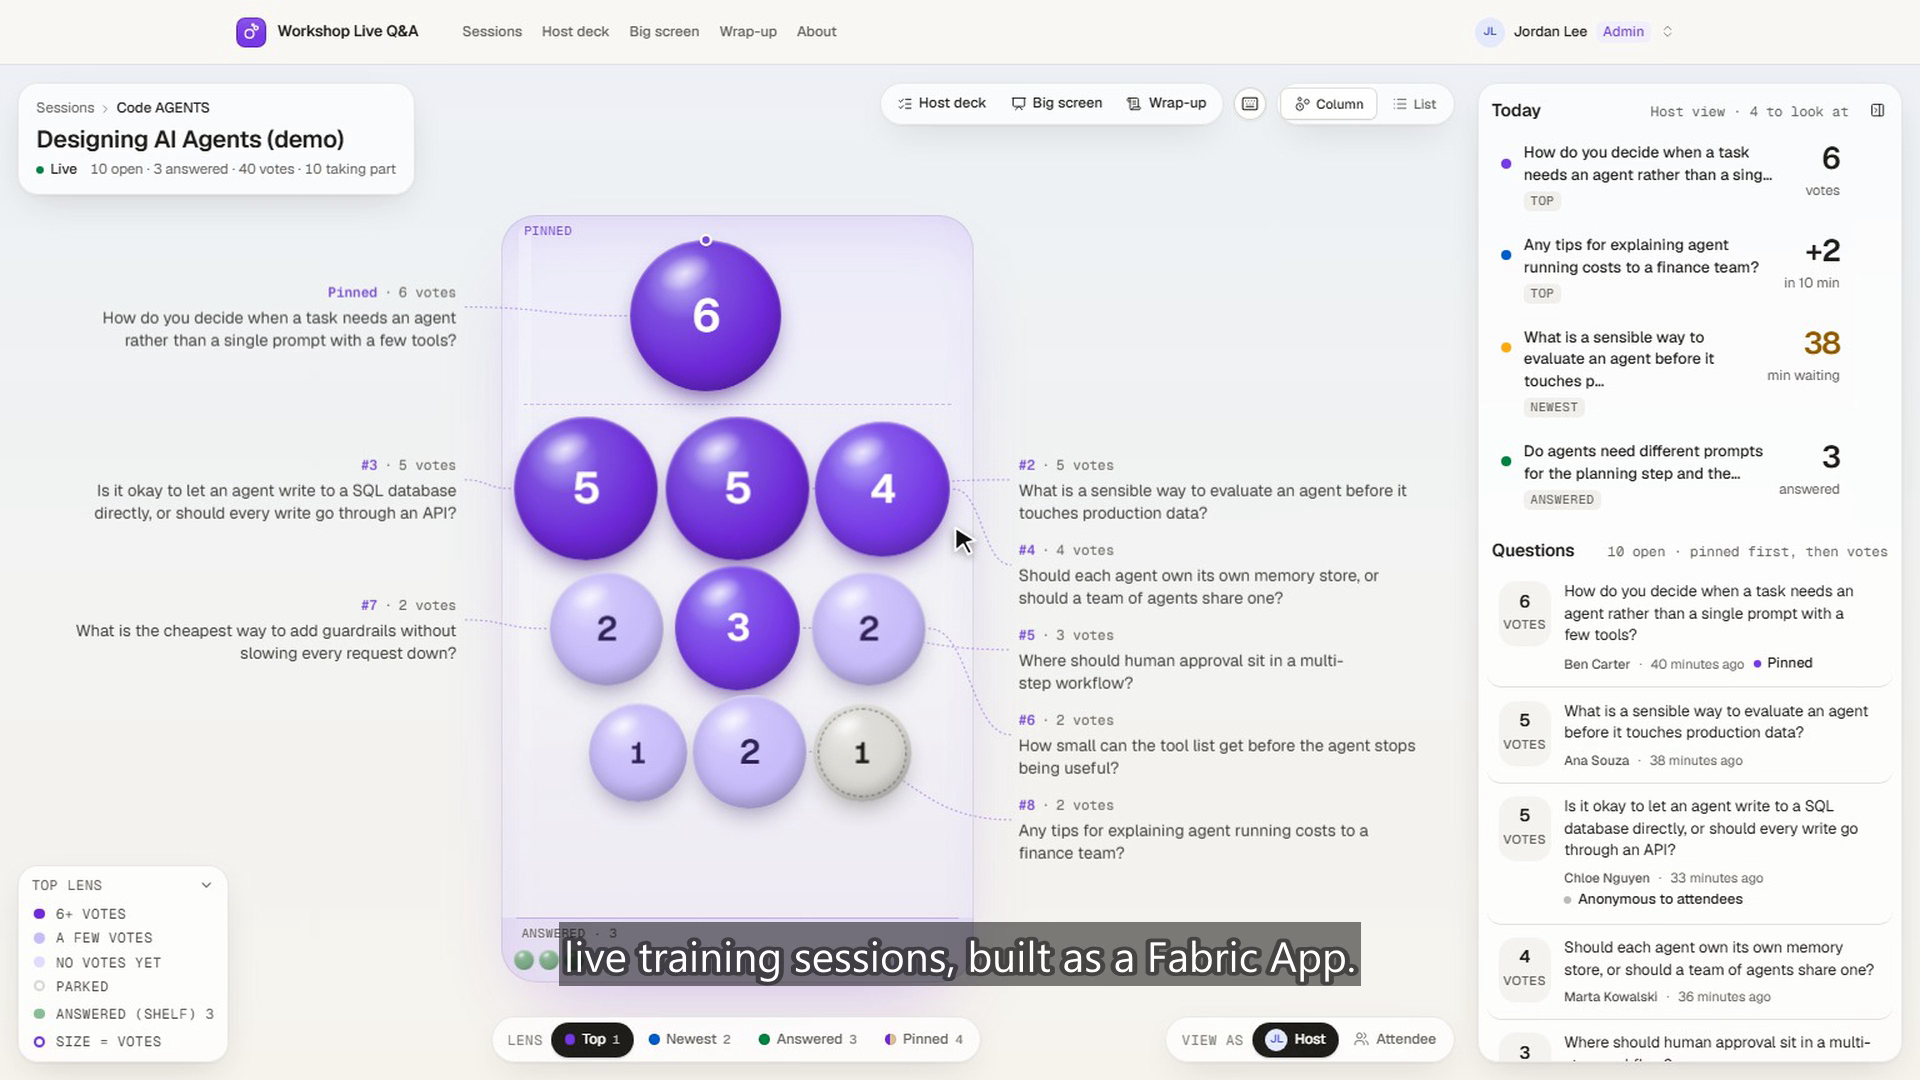 Workshop Live Q&A
Sessions
Host deck
Big screen
Wrap-up
About
JL
Jordan Lee
Admin
Sessions > Code AGENTS
Designing AI Agents (demo)
Live 10 open · 3 answered · 40 votes · 10 taking part
Host deck
Big screen
Wrap-up
Column
List
PINNED
6
Pinned · 6 votes
How do you decide when a task needs an agent
rather than a single prompt with a few tools?
5
5
4
#3 · 5 votes
Is it okay to let an agent write to a SQL database
directly, or should every write go through an API?
2
3
2
#7 · 2 votes
What is the cheapest way to add guardrails without
slowing every request down?
1
2
1
#2 · 5 votes
What is a sensible way to evaluate an agent before it
touches production data?
#4 · 4 votes
Should each agent own its own memory store, or
should a team of agents share one?
#5 · 3 votes
Where should human approval sit in a multi-
step workflow?
#6 · 2 votes
How small can the tool list get before the agent stops
being useful?
#8 · 2 votes
Any tips for explaining agent running costs to a
finance team?
ANSWERED · 3
live training sessions, built as a Fabric App.
TOP LENS
6+ VOTES
A FEW VOTES
NO VOTES YET
PARKED
ANSWERED (SHELF) 3
SIZE = VOTES
LENS
Top 1
Newest 2
Answered 3
Pinned 4
VIEW AS
JL Host
Attendee
Today
Host view · 4 to look at
How do you decide when a task
needs an agent rather than a sing…
TOP
6
votes
Any tips for explaining agent
running costs to a finance team?
TOP
+2
in 10 min
What is a sensible way to
evaluate an agent before it
touches p…
NEWEST
38
min waiting
Do agents need different prompts
for the planning step and the…
ANSWERED
3
answered
Questions
10 open · pinned first, then votes
6
VOTES
How do you decide when a task needs an
agent rather than a single prompt with a
few tools?
Ben Carter · 40 minutes ago Pinned
5
VOTES
What is a sensible way to evaluate an agent
before it touches production data?
Ana Souza · 38 minutes ago
5
VOTES
Is it okay to let an agent write to a SQL
database directly, or should every write go
through an API?
Chloe Nguyen · 33 minutes ago
Anonymous to attendees
4
VOTES
Should each agent own its own memory
store, or should a team of agents share one?
Marta Kowalski · 36 minutes ago
3
Where should human approval sit in a multi-